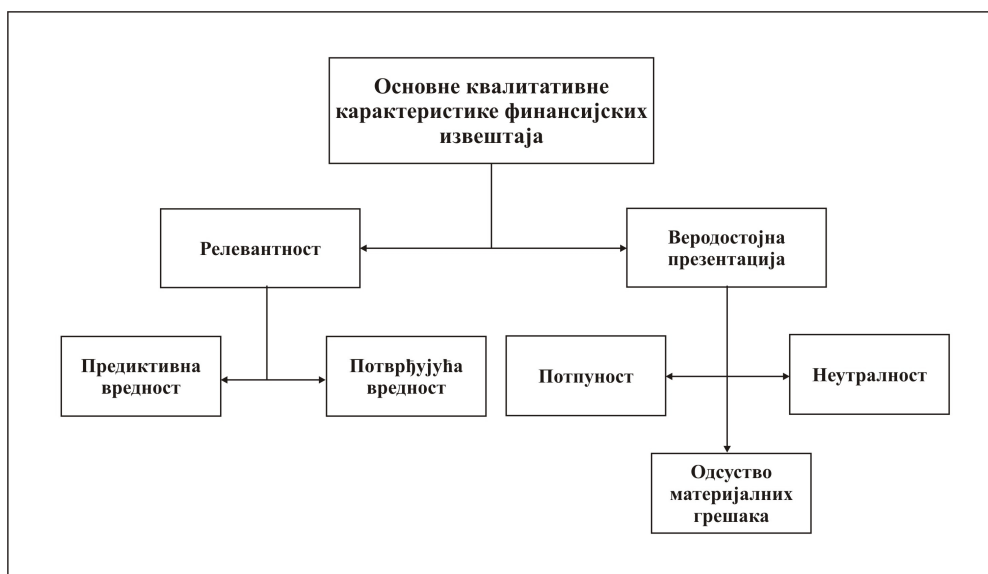 Основне квалитативне
карактеристике финансијских
извештаја
Релевантност
Веродостојна
презентација
Предиктивна
вредност
Потврђујућа
вредност
Потпуност
Неутралност
Одсуство
материјалних
грешака